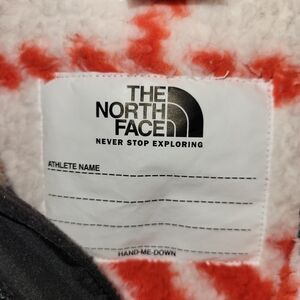 THE
NORTH
FACE
NEVER STOP EXPLORING
ATHLETE NAME
HAND-ME-DOWN